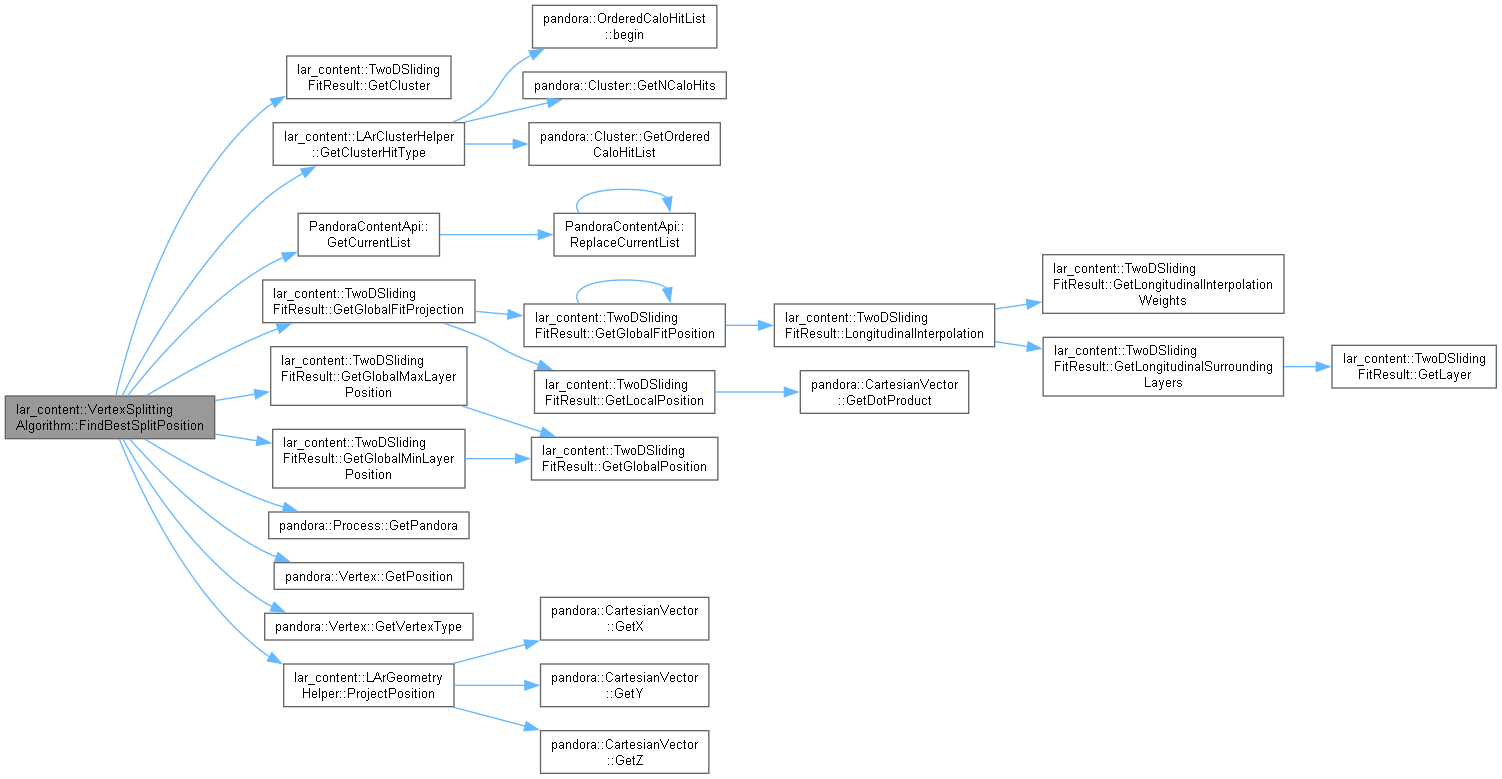 lar_content::VertexSplitting
Algorithm::FindBestSplitPosition
lar_content::TwoDSliding
FitResult::GetCluster
lar_content::LArClusterHelper
::GetClusterHitType
pandora::OrderedCaloHitList
::begin
pandora::Cluster::GetNCaloHits
pandora::Cluster::GetOrdered
CaloHitList
PandoraContentApi::
GetCurrentList
PandoraContentApi::
ReplaceCurrentList
lar_content::TwoDSliding
FitResult::GetGlobalFitProjection
lar_content::TwoDSliding
FitResult::GetGlobalFitPosition
lar_content::TwoDSliding
FitResult::LongitudinalInterpolation
lar_content::TwoDSliding
FitResult::GetLongitudinalInterpolation
Weights
lar_content::TwoDSliding
FitResult::GetLongitudinalSurrounding
Layers
lar_content::TwoDSliding
FitResult::GetLayer
lar_content::TwoDSliding
FitResult::GetLocalPosition
pandora::CartesianVector
::GetDotProduct
lar_content::TwoDSliding
FitResult::GetGlobalMaxLayer
Position
lar_content::TwoDSliding
FitResult::GetGlobalMinLayer
Position
lar_content::TwoDSliding
FitResult::GetGlobalPosition
pandora::Process::GetPandora
pandora::Vertex::GetPosition
pandora::Vertex::GetVertexType
lar_content::LArGeometry
Helper::ProjectPosition
pandora::CartesianVector
::GetX
pandora::CartesianVector
::GetY
pandora::CartesianVector
::GetZ